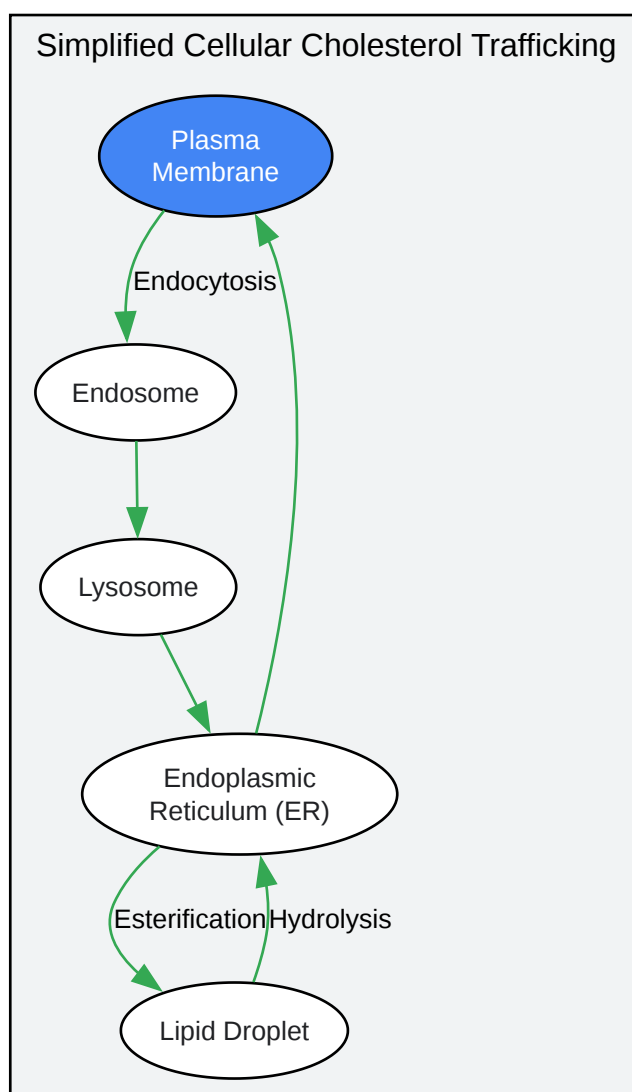 Simplified Cellular Cholesterol Trafficking
Plasma
Membrane
Endocytosis
Endosome
Lysosome
Endoplasmic
Reticulum (ER)
Esterification
Hydrolysis
Lipid Droplet